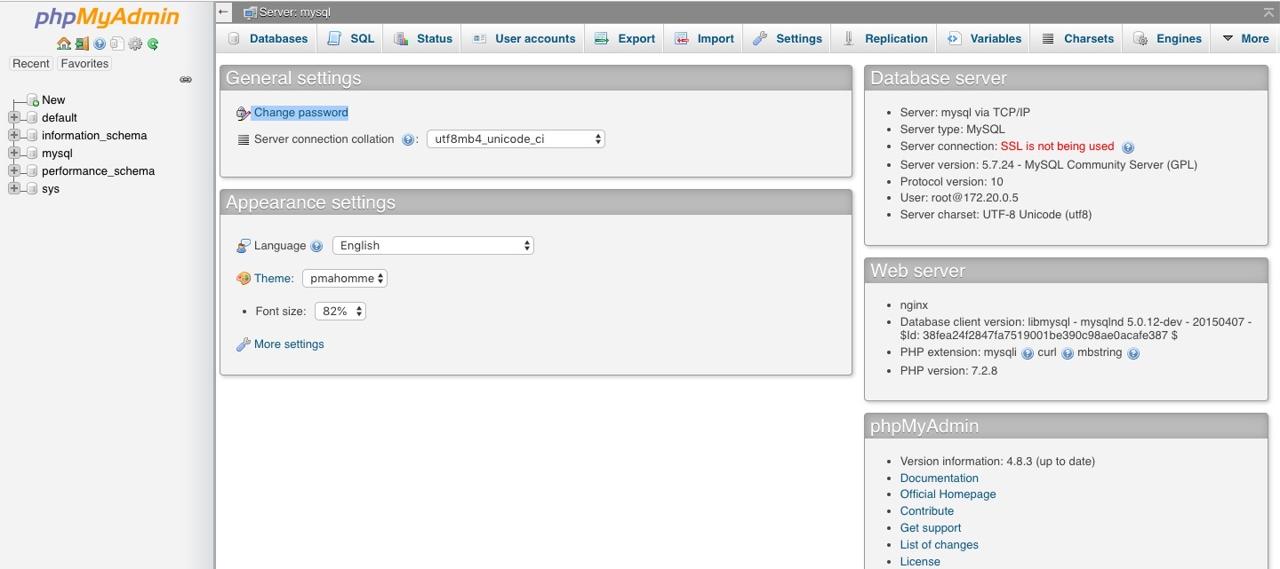 phpMyAdmin
Recent Favorites
New
default
information_schema
mysql
performance_schema
sys
Server: mysql
Databases SQL Status User accounts Export Import Settings Replication Variables Charsets Engines More
General settings
Change password
Server connection collation : utf8mb4_unicode_ci
Appearance settings
Language English
Theme: pmahomme
Font size: 82%
More settings
Database server
Server: mysql via TCP/IP
Server type: MySQL
Server connection: SSL is not being used
Server version: 5.7.24 - MySQL Community Server (GPL)
Protocol version: 10
User: root@172.20.0.5
Server charset: UTF-8 Unicode (utf8)
Web server
nginx
Database client version: libmysql - mysqlnd 5.0.12-dev - 20150407 -
$Id: 38fea24f2847fa7519001be390c98ae0acafe387 $
PHP extension: mysqli curl mbstring
PHP version: 7.2.8
phpMyAdmin
Version information: 4.8.3 (up to date)
Documentation
Official Homepage
Contribute
Get support
List of changes
License